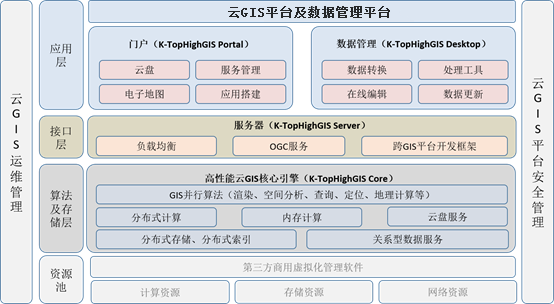 云GIS平台及数据管理平台
云GIS运维管理
应用层
门户（K-TopHighGIS Portal）
云盘
服务管理
电子地图
应用搭建
数据管理（K-TopHighGIS Desktop）
数据转换
处理工具
在线编辑
数据更新
接口层
服务器（K-TopHighGIS Server）
负载均衡
OGC服务
跨GIS平台开发框架
算法及存储层
高性能云GIS核心引擎（K-TopHighGIS Core）
GIS并行算法（渲染、空间分析、查询、定位、地理计算等）
分布式计算
内存计算
云盘服务
分布式存储、分布式索引
关系型数据服务
资源池
第三方商用虚拟化管理软件
计算资源
存储资源
网络资源
云GIS平台安全管理